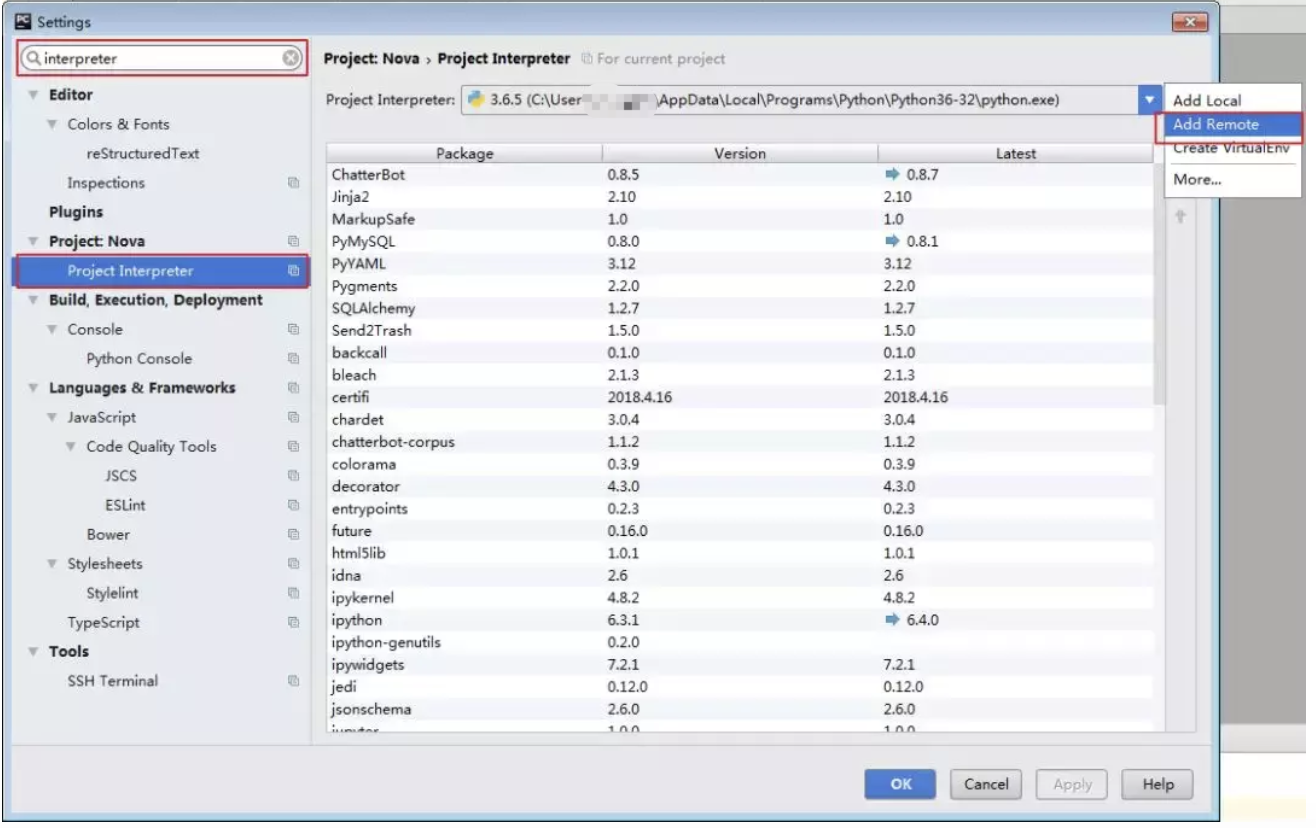 Settings
interpreter
Editor
Colors & Fonts
reStructuredText
Inspections
Plugins
Project: Nova
Project Interpreter
Build, Execution, Deployment
Console
Python Console
Languages & Frameworks
JavaScript
Code Quality Tools
JSCS
ESLint
Bower
Stylesheets
Stylelint
TypeScript
Tools
SSH Terminal
Project: Nova › Project Interpreter For current project
Project Interpreter: 3.6.5 (C:\User \AppData\Local\Programs\Python\Python36-32\python.exe)
Add Local
Add Remote
Create VirtualEnv
More...
Package Version Latest
ChatterBot 0.8.5 0.8.7
Jinja2 2.10 2.10
MarkupSafe 1.0 1.0
PyMySQL 0.8.0 0.8.1
PyYAML 3.12 3.12
Pygments 2.2.0 2.2.0
SQLAlchemy 1.2.7 1.2.7
Send2Trash 1.5.0 1.5.0
backcall 0.1.0 0.1.0
bleach 2.1.3 2.1.3
certifi 2018.4.16 2018.4.16
chardet 3.0.4 3.0.4
chatterbot-corpus 1.1.2 1.1.2
colorama 0.3.9 0.3.9
decorator 4.3.0 4.3.0
entrypoints 0.2.3 0.2.3
future 0.16.0 0.16.0
html5lib 1.0.1 1.0.1
idna 2.6 2.6
ipykernel 4.8.2 4.8.2
ipython 6.3.1 6.4.0
ipython-genutils 0.2.0
ipywidgets 7.2.1 7.2.1
jedi 0.12.0 0.12.0
jsonschema 2.6.0 2.6.0
jupyter 1.0.0 1.0.0
OK Cancel Apply Help